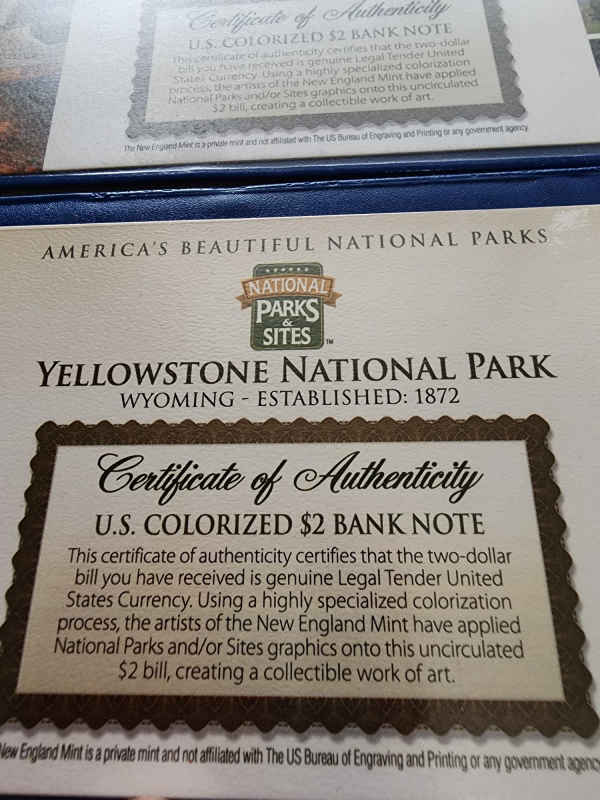 Certificate of Authenticity
U.S. COLORIZED $2 BANK NOTE
This certificate of authenticity certifies that the two-dollar
bill you have received is genuine Legal Tender United
States Currency. Using a highly specialized colorization
process, the artists of the New England Mint have applied
National Parks and/or Sites graphics onto this uncirculated
$2 bill, creating a collectible work of art.
The New England Mint is a private mint and not affiliated with The US Bureau of Engraving and Printing or any government agency.
AMERICA'S BEAUTIFUL NATIONAL PARKS
NATIONAL
PARKS
&
SITES™
YELLOWSTONE NATIONAL PARK
WYOMING - ESTABLISHED: 1872
Certificate of Authenticity
U.S. COLORIZED $2 BANK NOTE
This certificate of authenticity certifies that the two-dollar
bill you have received is genuine Legal Tender United
States Currency. Using a highly specialized colorization
process, the artists of the New England Mint have applied
National Parks and/or Sites graphics onto this uncirculated
$2 bill, creating a collectible work of art.
New England Mint is a private mint and not affiliated with The US Bureau of Engraving and Printing or any government agency